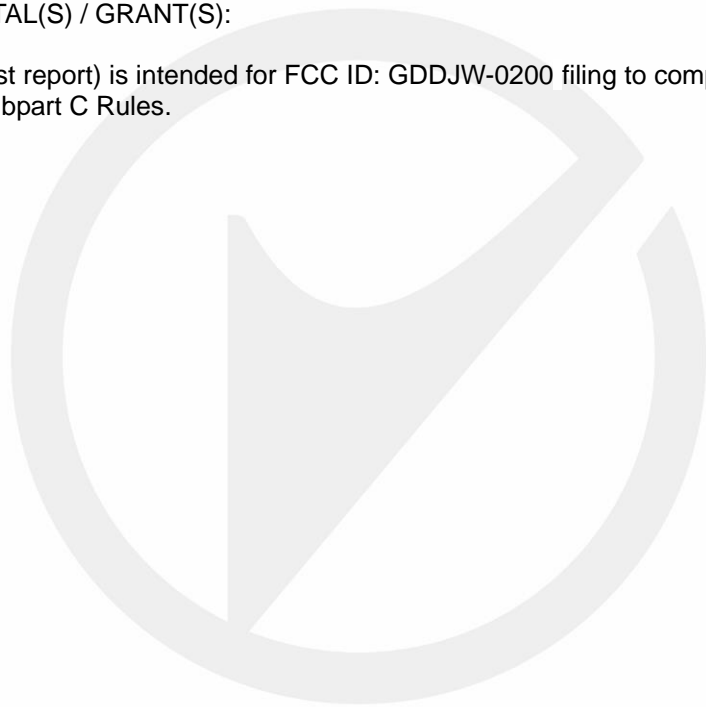 TAL(S) / GRANT(S):
st report) is intended for FCC ID: GDDJW-0200 filing to comp
bpart C Rules.